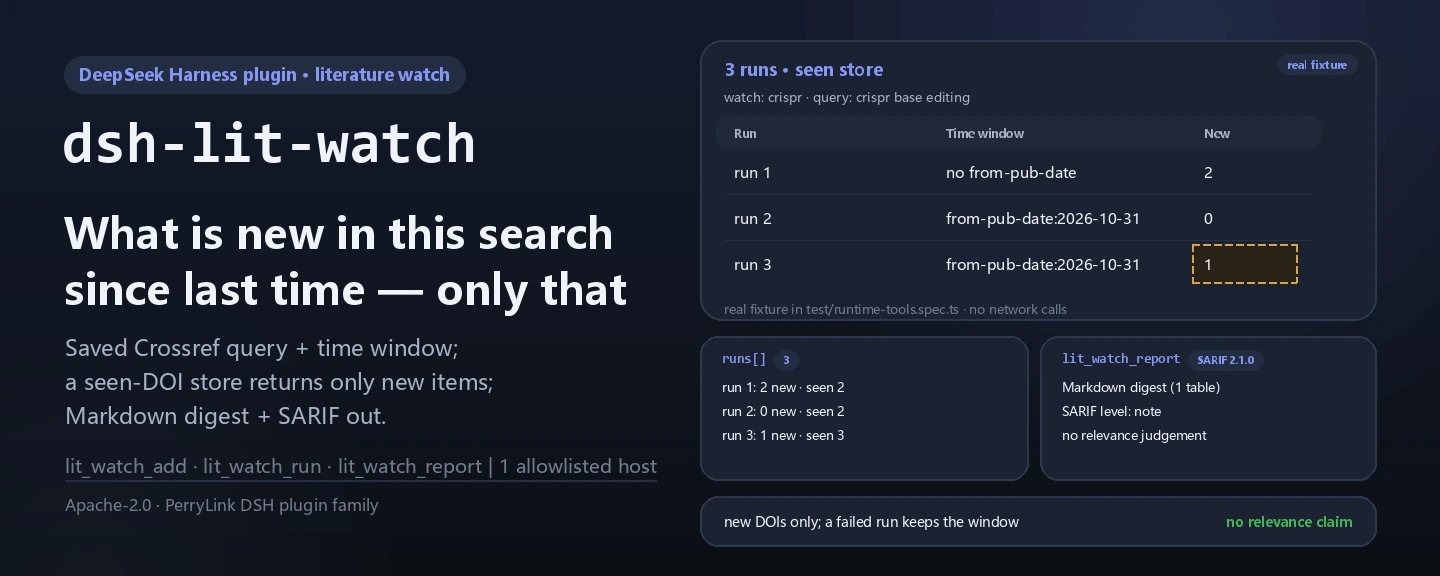 DeepSeek Harness plugin • literature watch
dsh-lit-watch
What is new in this search
since last time — only that
Saved Crossref query + time window;
a seen-DOI store returns only new items;
Markdown digest + SARIF out.
lit_watch_add · lit_watch_run · lit_watch_report | 1 allowlisted host
Apache-2.0 · PerryLink DSH plugin family
3 runs • seen store
real fixture
watch: crispr · query: crispr base editing
Run Time window New
run 1 no from-pub-date 2
run 2 from-pub-date:2026-10-31 0
run 3 from-pub-date:2026-10-31 1
real fixture in test/runtime-tools.spec.ts · no network calls
runs[] 3
run 1: 2 new · seen 2
run 2: 0 new · seen 2
run 3: 1 new · seen 3
lit_watch_report SARIF 2.1.0
Markdown digest (1 table)
SARIF level: note
no relevance judgement
new DOIs only; a failed run keeps the window
no relevance claim